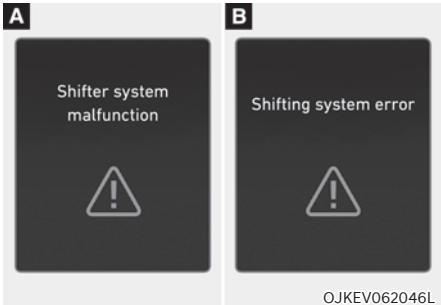 A
Shifter system
malfunction
B
Shifting system error
OJKEV062046L